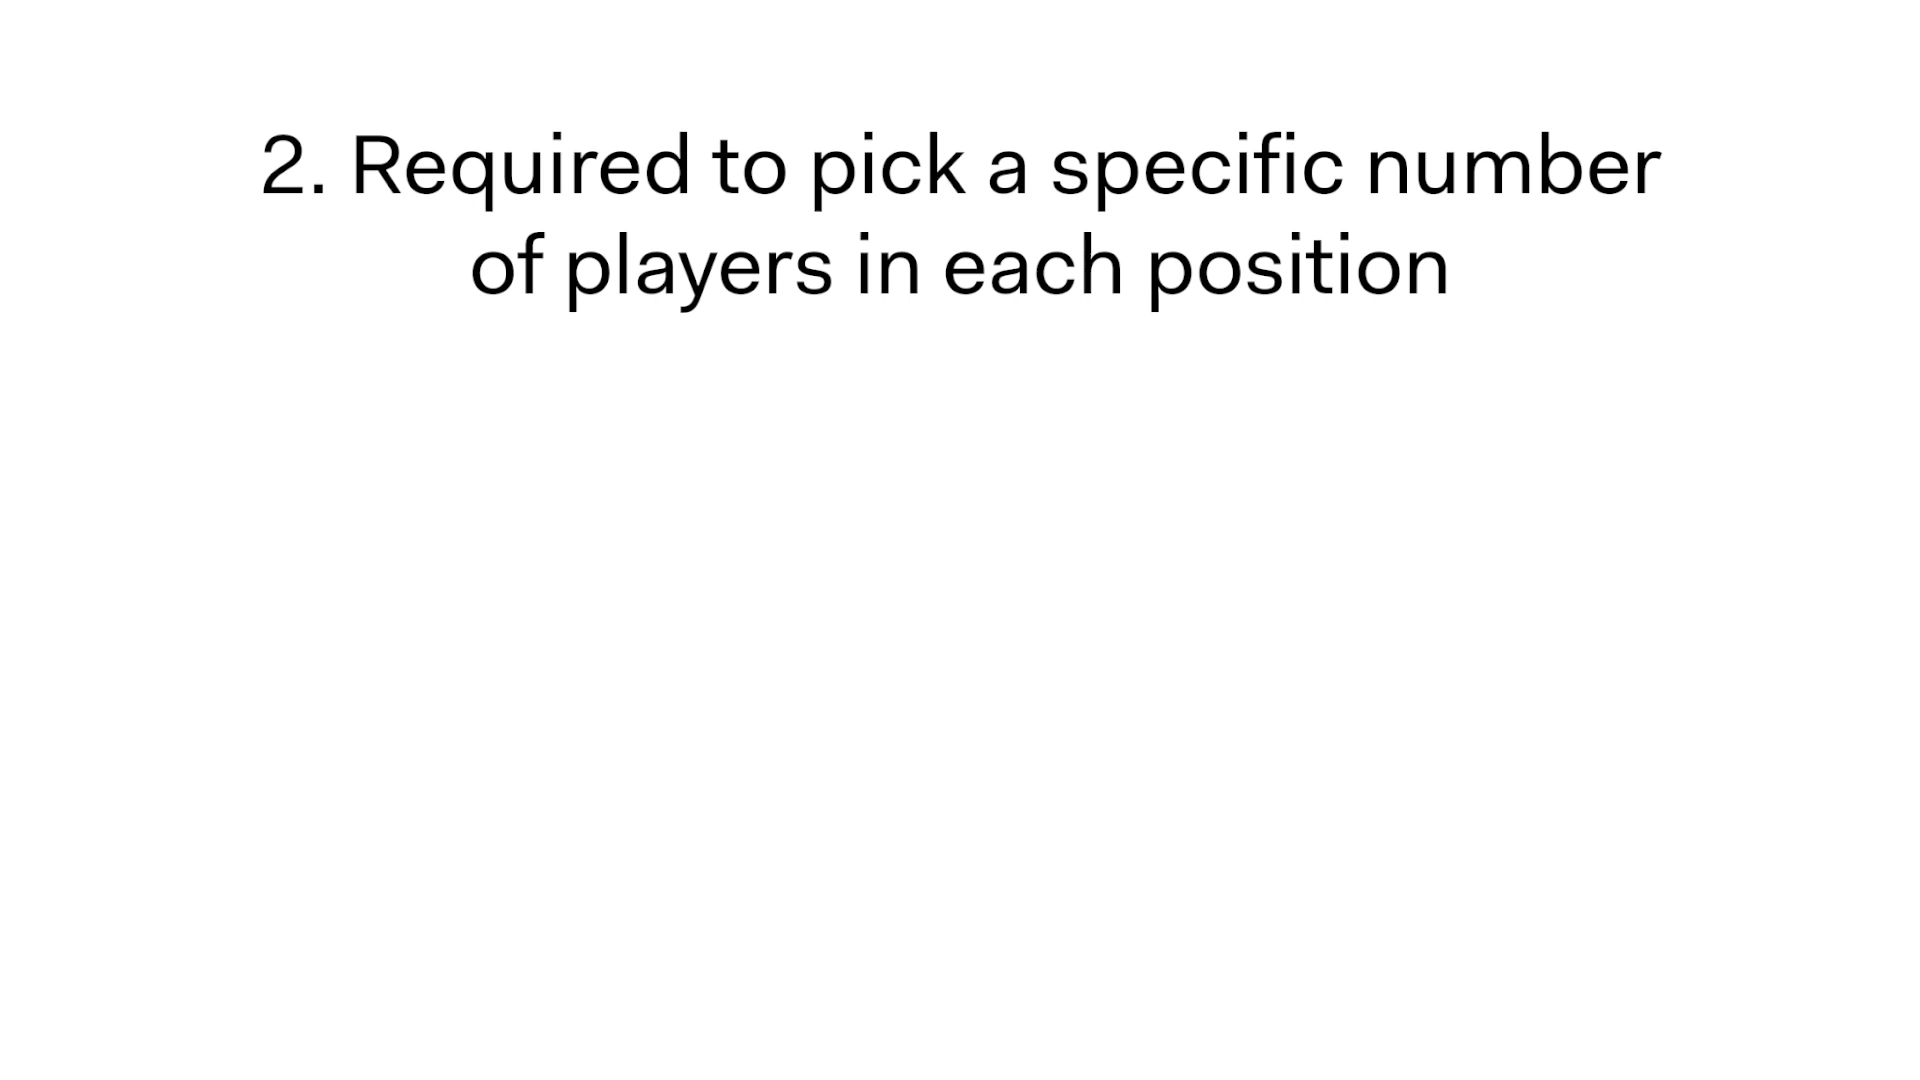 2. Required to pick a specific number
of players in each position